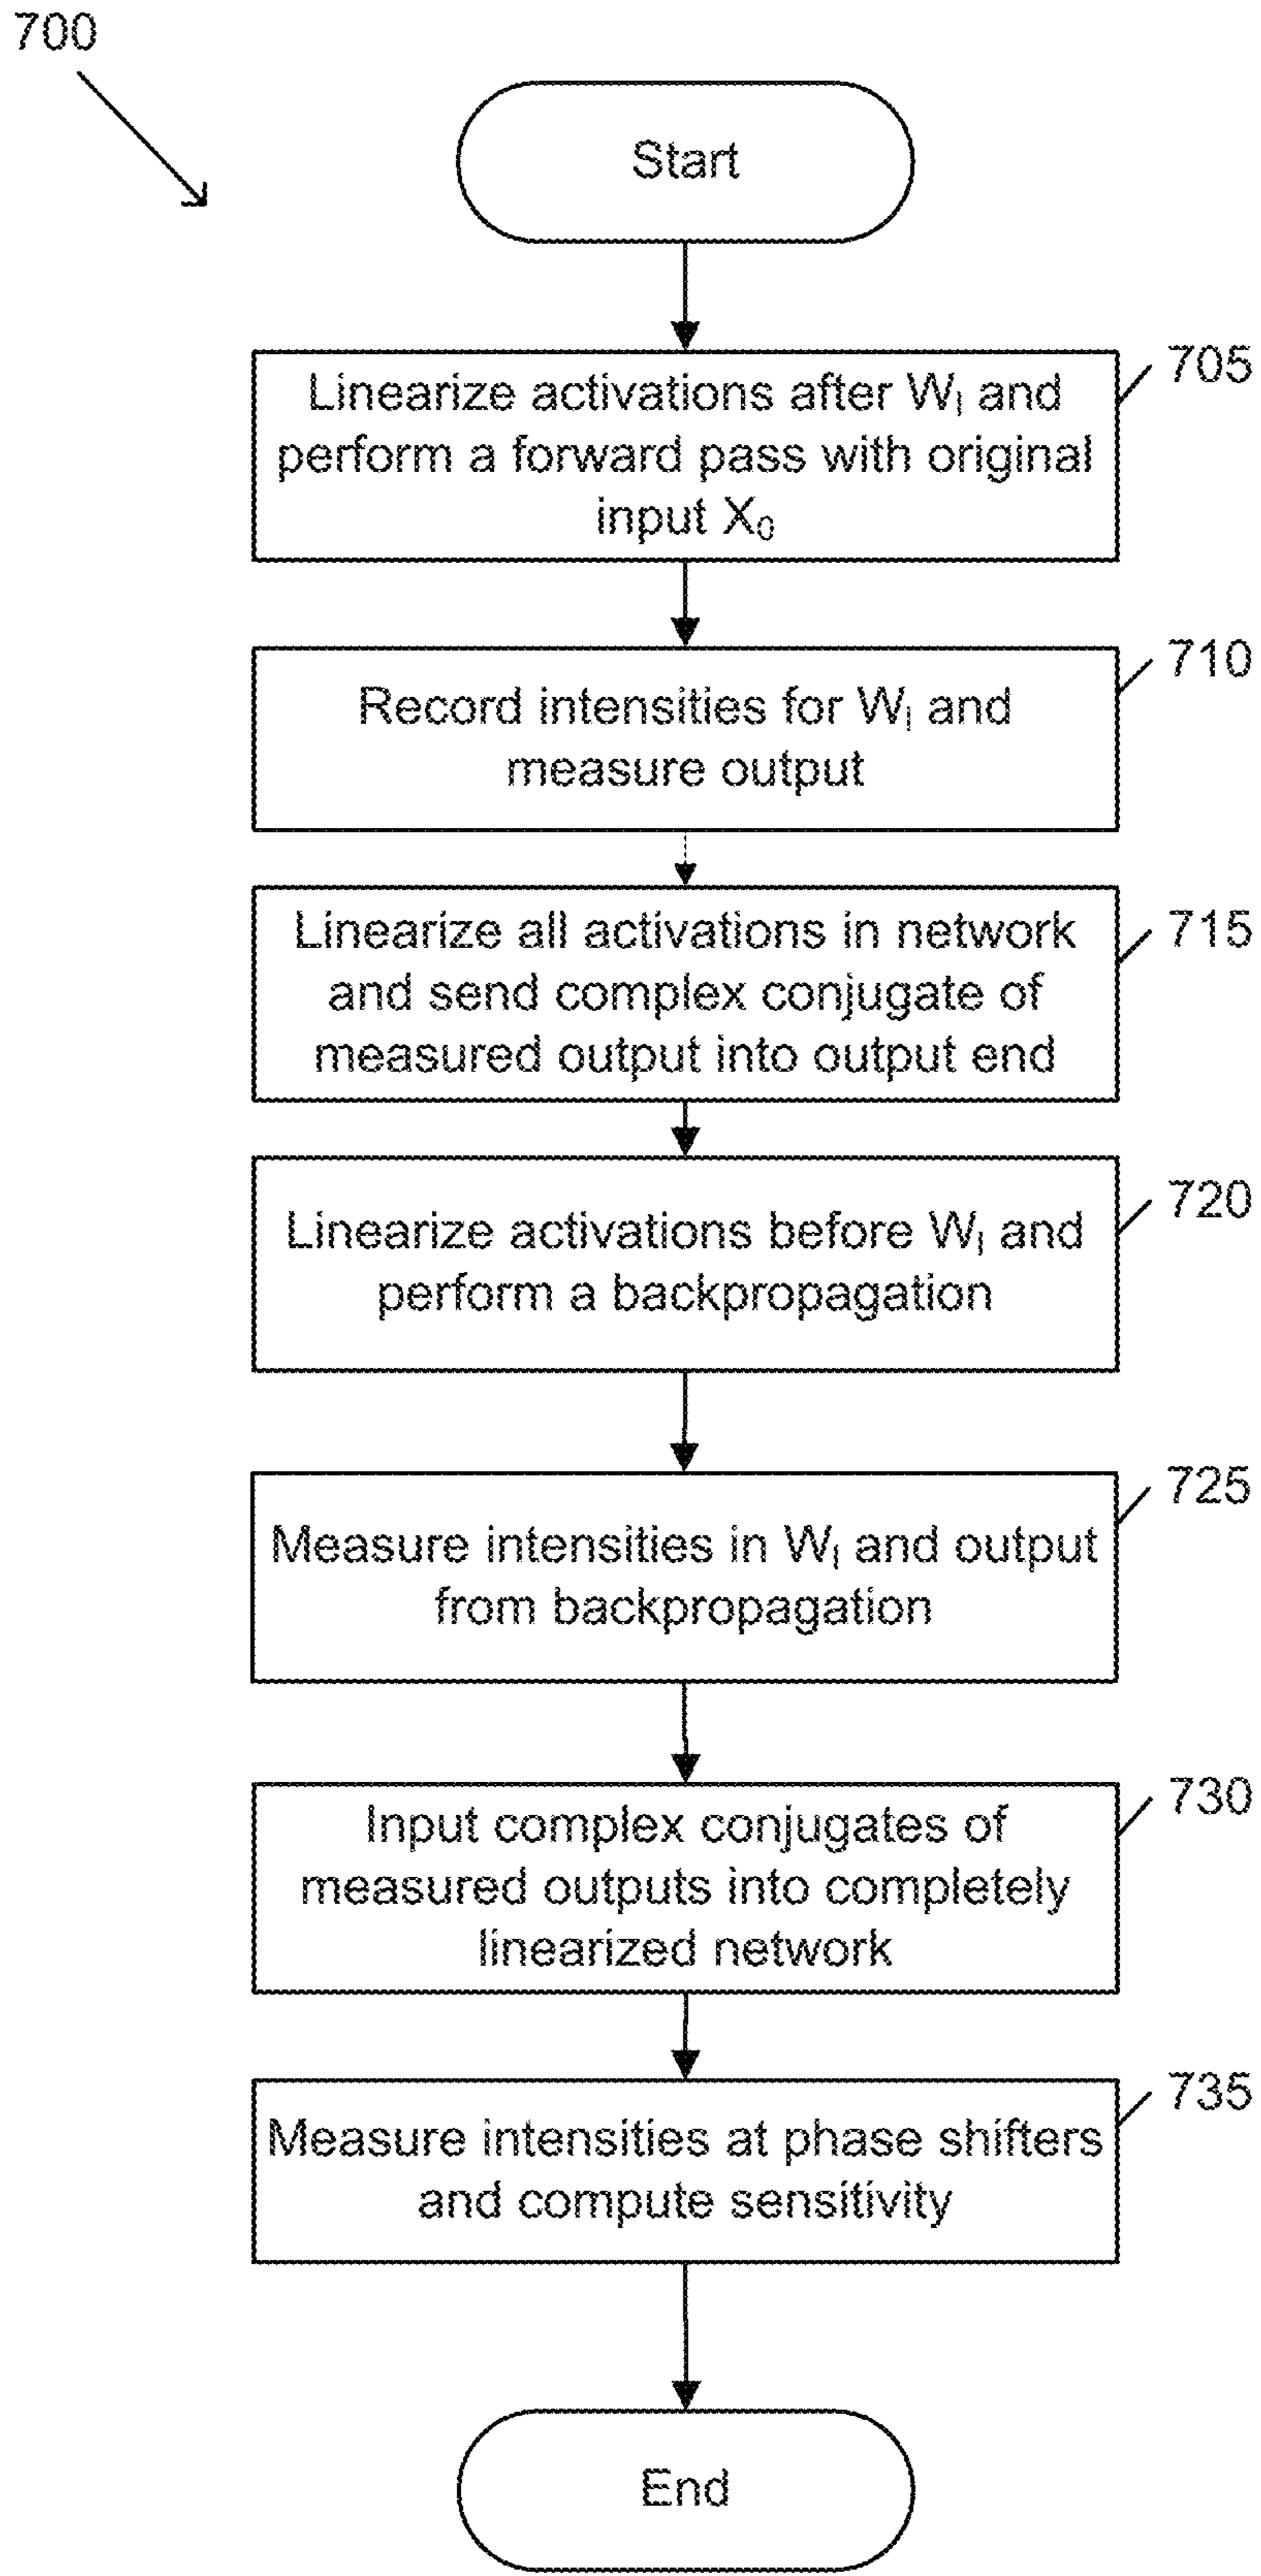 700
Start
705
Linearize activations after Wₗ and
perform a forward pass with original
input X₀
710
Record intensities for Wₗ and
measure output
715
Linearize all activations in network
and send complex conjugate of
measured output into output end
720
Linearize activations before Wₗ and
perform a backpropagation
725
Measure intensities in Wₗ and output
from backpropagation
730
Input complex conjugates of
measured outputs into completely
linearized network
735
Measure intensities at phase shifters
and compute sensitivity
End